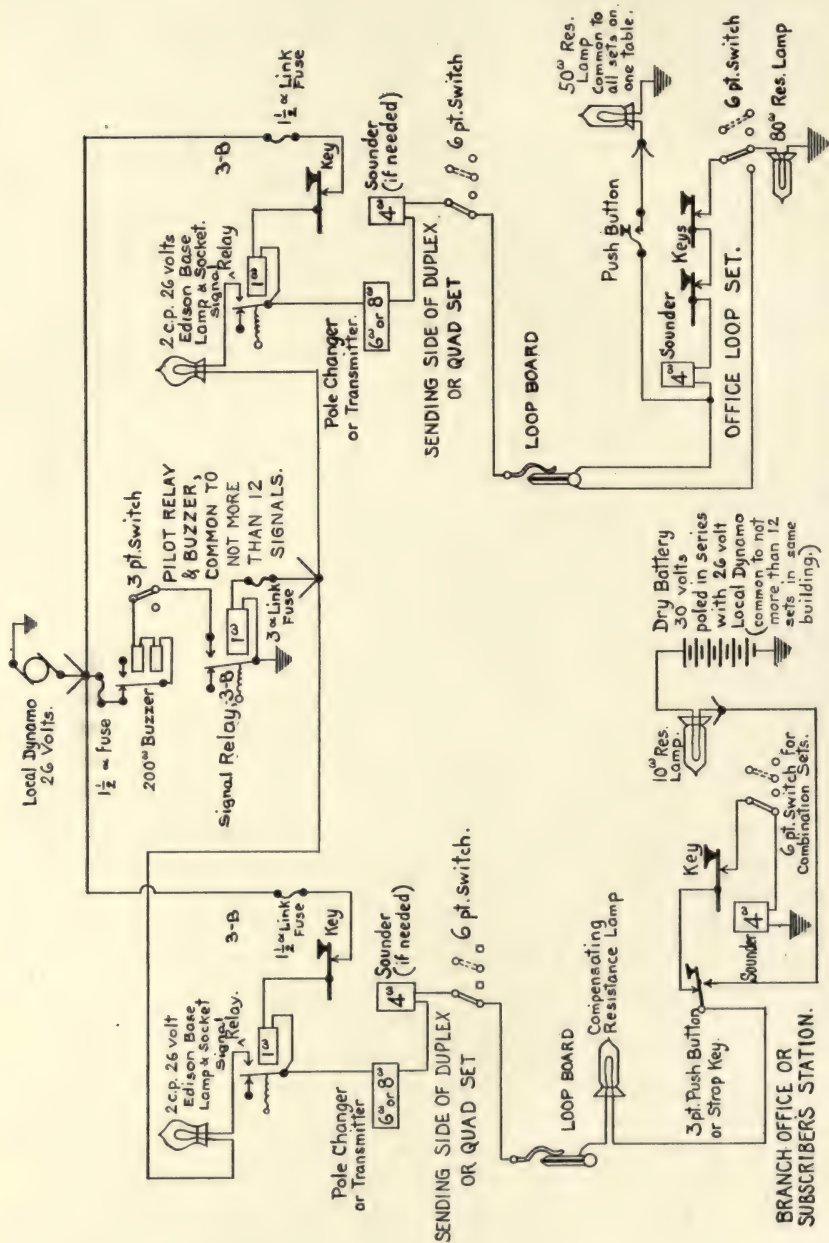 Local Dynamo
26 Volts.
1½ ∝ Fuse
200ω Buzzer
3 pt. Switch
PILOT RELAY
& BUZZER,
COMMON TO
NOT MORE
THAN 12
SIGNALS.
Signal Relay, 3-B
1ω
3∝ Link
Fuse
2 c.p. 26 volt
Edison Base
Lamp & Socket
Signal
Relay.
1ω
3-B
1½ ∝ Link
Fuse
Key
Pole Changer
or Transmitter
6ω or 8ω
4ω
Sounder
(if needed)
6 pt. Switch.
SENDING SIDE OF DUPLEX
OR QUAD SET
LOOP BOARD
Compensating
Resistance Lamp
3 pt. Push Button
or Strap Key.
Key
Sounder
4ω
6 pt. Switch for
Combination Sets.
10ω Res.
Lamp.
Dry Battery
30 volts
poled in series
with 26 volt
Local Dynamo
(common to not
more than 12
sets in same
building.)
BRANCH OFFICE OR
SUBSCRIBERS STATION.
2 c.p. 26 volts
Edison Base
Lamp & Socket.
Signal
Relay
1ω
3-B
1½ ∝ Link
Fuse
Key
Pole Changer
or Transmitter.
6ω or 8ω
4ω
Sounder
(if needed)
6 pt. Switch
SENDING SIDE OF DUPLEX
OR QUAD SET
LOOP BOARD
Push Button
50ω Res.
Lamp
Common to
all sets on
one table.
Sounder
4ω
Keys
6 pt. Switch
80ω Res. Lamp
OFFICE LOOP SET.